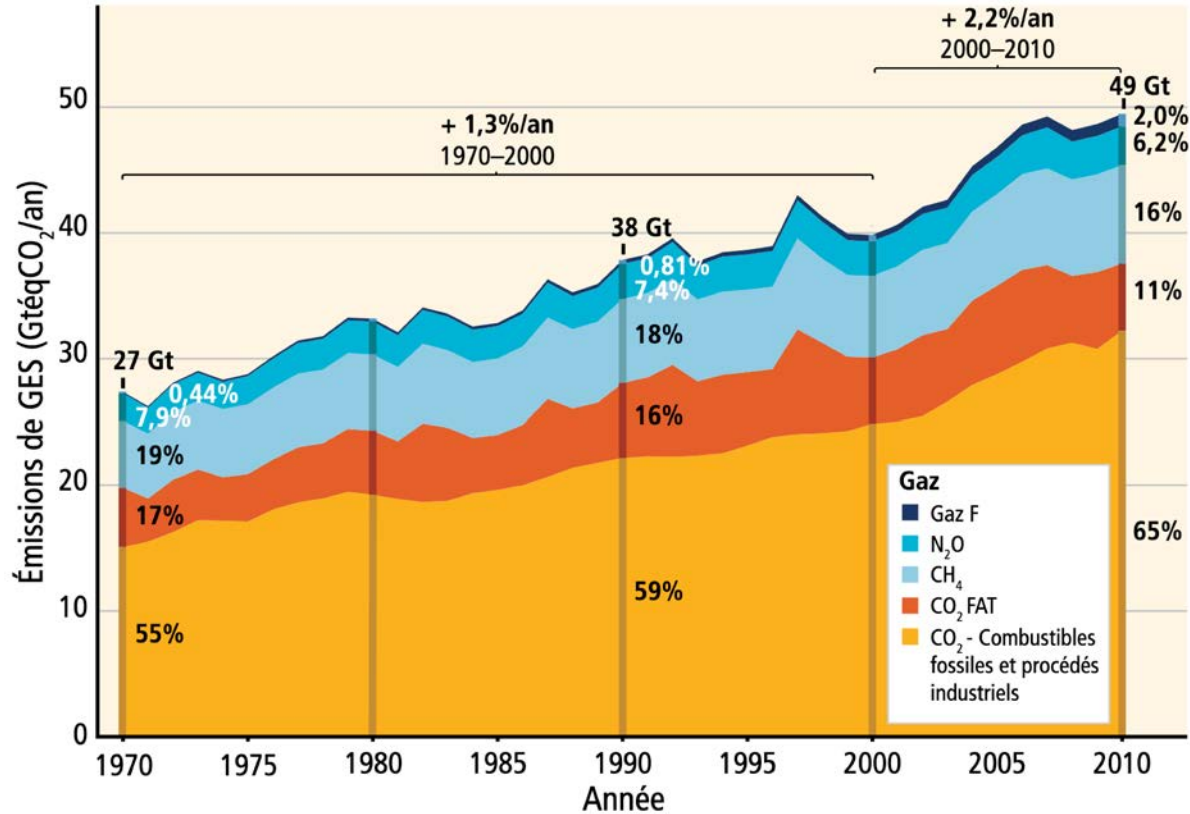 + 2,2%/an
2000–2010
49 Gt
+ 1,3%/an
1970–2000
38 Gt
27 Gt
Émissions de GES (GtéqCO₂/an)
50
40
30
20
10
0
0,44%
7,9%
19%
17%
55%
0,81%
7,4%
18%
16%
59%
2,0%
6,2%
16%
11%
65%
Gaz
Gaz F
N₂O
CH₄
CO₂ FAT
CO₂ - Combustibles
fossiles et procédés
industriels
1970
1975
1980
1985
1990
1995
2000
2005
2010
Année